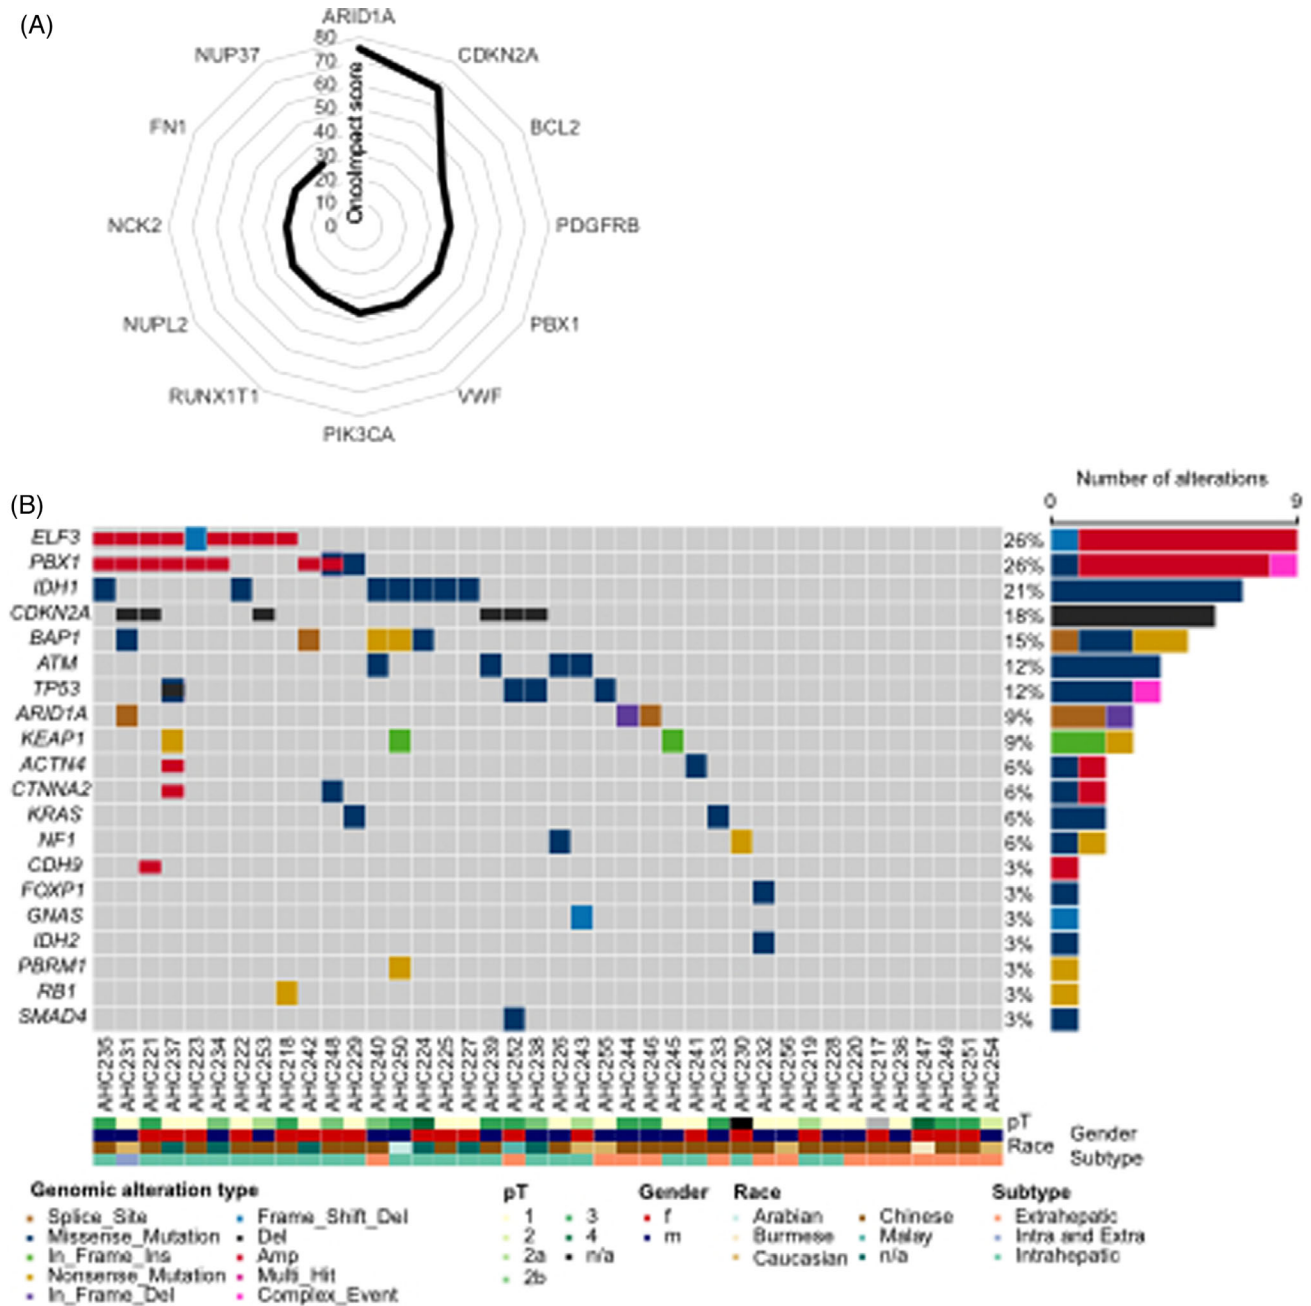 (A)
ARID1A
CDKN2A
BCL2
PDGFRB
PBX1
VWF
PIK3CA
RUNX1T1
NUPL2
NCK2
FN1
NUP37
80
70
60
50
40
30
20
10
0
OncoImpact score
(B)
Number of alterations
0 9
ELF3 26%
PBX1 26%
IDH1 21%
CDKN2A 18%
BAP1 15%
ATM 12%
TP53 12%
ARID1A 9%
KEAP1 9%
ACTN4 6%
CTNNA2 6%
KRAS 6%
NF1 6%
CDH9 3%
FOXP1 3%
GNAS 3%
IDH2 3%
PBRM1 3%
RB1 3%
SMAD4 3%
AHC235
AHC231
AHC221
AHC237
AHC223
AHC234
AHC222
AHC253
AHC218
AHC242
AHC248
AHC229
AHC240
AHC250
AHC224
AHC225
AHC227
AHC239
AHC252
AHC238
AHC226
AHC243
AHC255
AHC244
AHC246
AHC245
AHC241
AHC233
AHC230
AHC232
AHC256
AHC219
AHC228
AHC220
AHC217
AHC236
AHC247
AHC249
AHC251
AHC254
pT
Gender
Race
Subtype
Genomic alteration type
Splice_Site
Missense_Mutation
In_Frame_Ins
Nonsense_Mutation
In_Frame_Del
Frame_Shift_Del
Del
Amp
Multi_Hit
Complex_Event
pT
1
2
2a
2b
3
4
n/a
Gender
f
m
Race
Arabian
Burmese
Caucasian
Chinese
Malay
n/a
Subtype
Extrahepatic
Intra and Extra
Intrahepatic